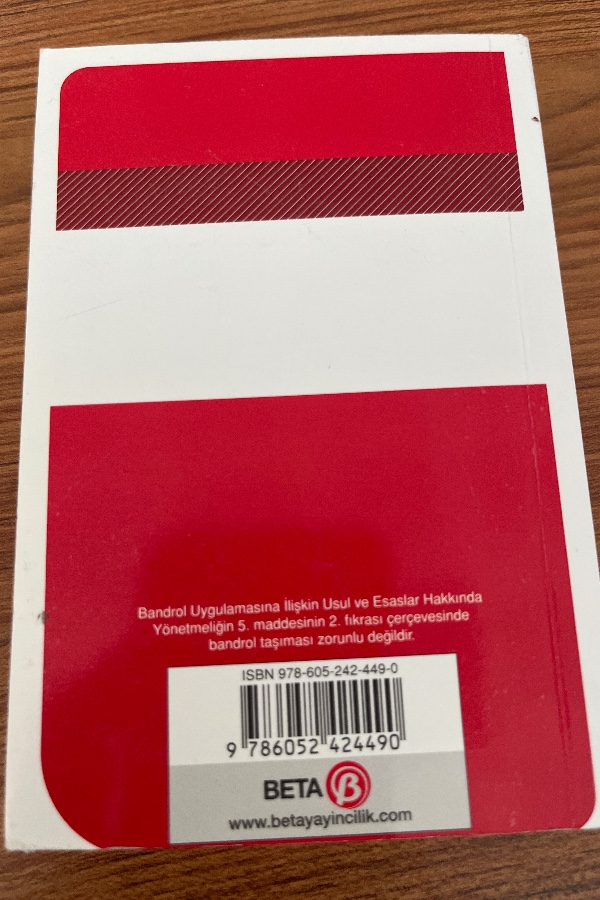 Bandrol Uygulamasına İlişkin Usul ve Esaslar Hakkında
Yönetmeliğin 5. maddesinin 2. fıkrası çerçevesinde
bandrol taşıması zorunlu değildir.
ISBN 978-605-242-449-0
9 786052 424490
BETA β
www.betayayincilik.com